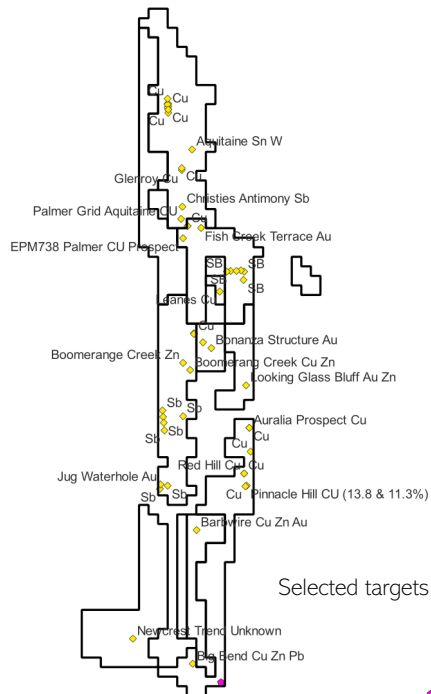 Cu
Cu
Cu
Cu
Aquitaine Sn W
Glenroy Cu
Cu
Christies Antimony Sb
Palmer Grid Aquitaine CU
Cu
Fish Creek Terrace Au
EPM738 Palmer CU Prospect
SB
SB
SB
SB
Leanes Cu
Cu
Bonanza Structure Au
Boomerange Creek Zn
Boomerang Creek Cu Zn
Looking Glass Bluff Au Zn
Sb
Sb
Sb
Auralia Prospect Cu
Cu
Cu
Red Hill Cu
Cu
Jug Waterhole Au
Sb
Sb
Cu
Pinnacle Hill CU (13.8 & 11.3%)
Barbwire Cu Zn Au
Selected targets
Newcrest Trend Unknown
Big Bend Cu Zn Pb